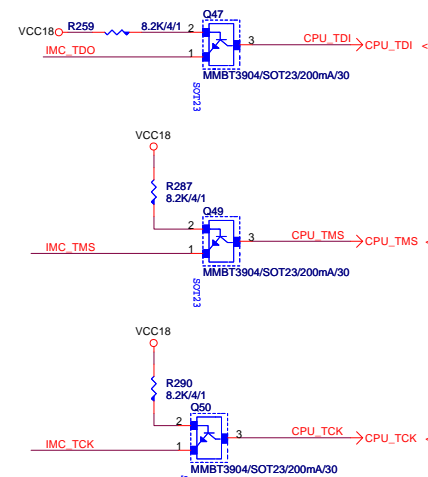 Q47
VCC18 R259 8.2K/4/1 2 3 CPU_TDI CPU_TDI
IMC_TDO 1
MMBT3904/SOT23/200mA/30
SOT23
VCC18
R287
8.2K/4/1
Q49
2 3 CPU_TMS CPU_TMS
IMC_TMS 1
MMBT3904/SOT23/200mA/30
SOT23
VCC18
R290
8.2K/4/1
Q50
2 3 CPU_TCK CPU_TCK
IMC_TCK 1
MMBT3904/SOT23/200mA/30